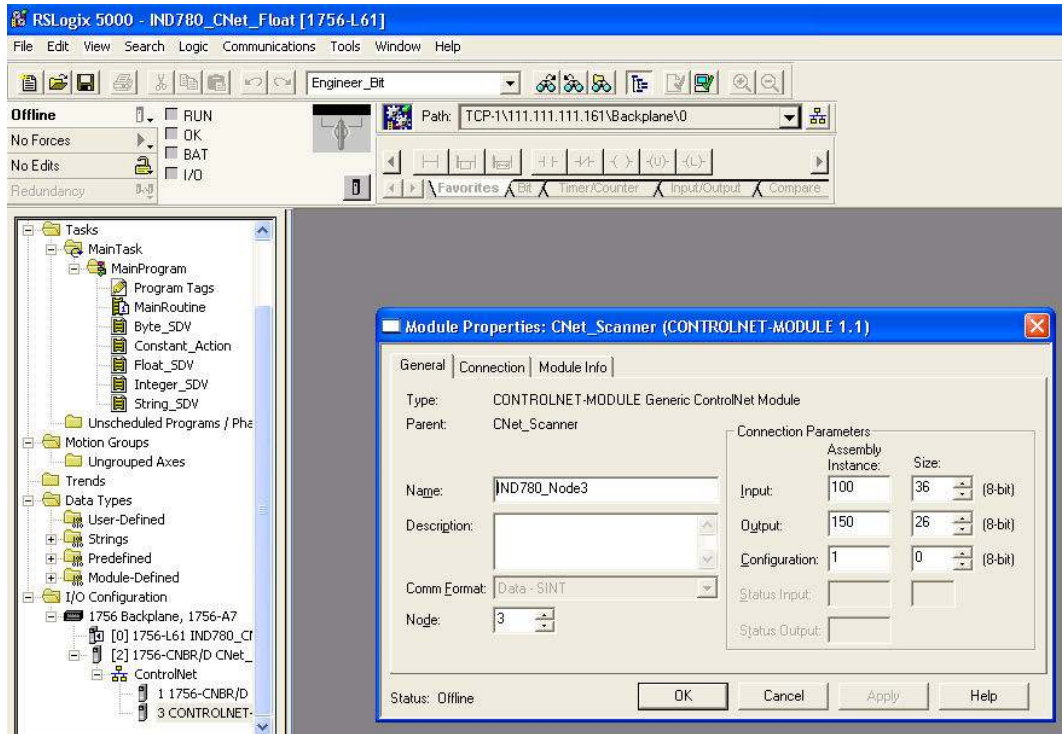 RSLogix 5000 - IND780_CNet_Float [1756-L61]
File Edit View Search Logic Communications Tools Window Help
Engineer_Bit
Offline
RUN
No Forces
OK
No Edits
BAT
Redundancy
I/O
Path: TCP-1\111.111.111.161\Backplane\0
Favorites Bit Timer/Counter Input/Output Compare
Tasks
MainTask
MainProgram
Program Tags
MainRoutine
Byte_SDV
Constant_Action
Float_SDV
Integer_SDV
String_SDV
Unscheduled Programs / Pha
Motion Groups
Ungrouped Axes
Trends
Data Types
User-Defined
Strings
Predefined
Module-Defined
I/O Configuration
1756 Backplane, 1756-A7
[0] 1756-L61 IND780_C
[2] 1756-CNBR/D CNet_
ControlNet
1 1756-CNBR/D
3 CONTROLNET-
Module Properties: CNet_Scanner (CONTROLNET-MODULE 1.1)
General Connection Module Info
Type: CONTROLNET-MODULE Generic ControlNet Module
Parent: CNet_Scanner
Name: IND780_Node3
Description:
Comm Format: Data - SINT
Node: 3
Connection Parameters
Assembly Instance: Size:
Input: 100 36 (8-bit)
Output: 150 26 (8-bit)
Configuration: 1 0 (8-bit)
Status Input:
Status Output:
Status: Offline
OK Cancel Apply Help